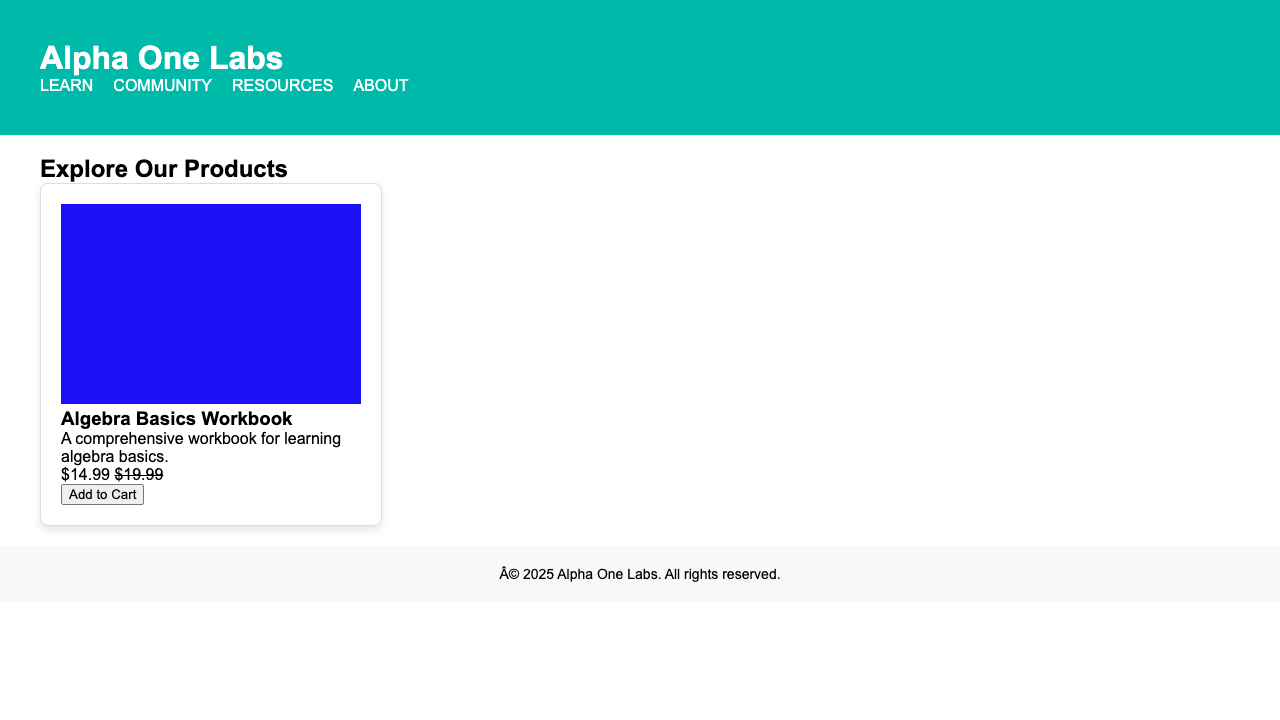 Alpha One Labs
LEARN COMMUNITY RESOURCES ABOUT
Explore Our Products
Algebra Basics Workbook
A comprehensive workbook for learning
algebra basics.
$14.99 $19.99
Add to Cart
Â© 2025 Alpha One Labs. All rights reserved.